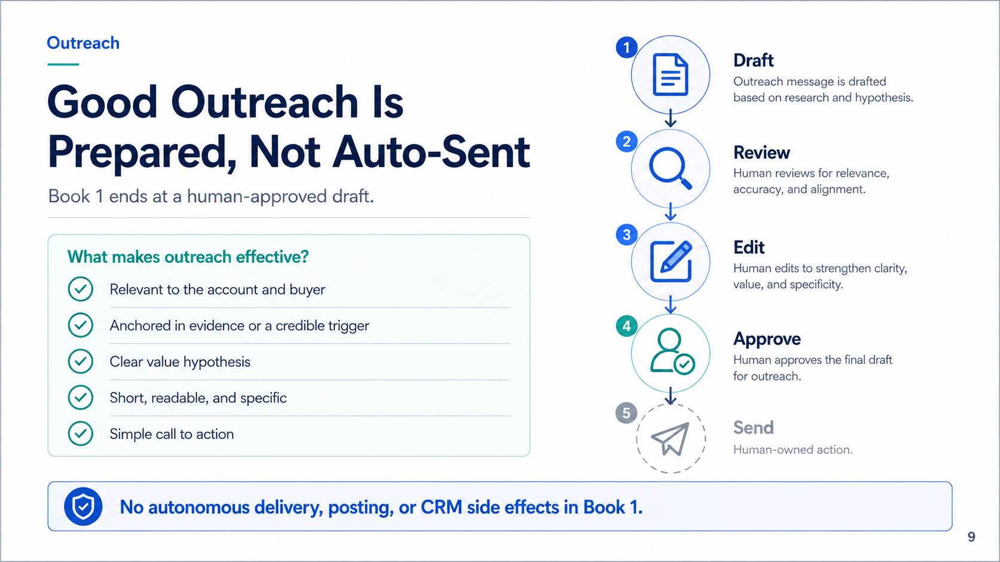 Outreach
Good Outreach Is
Prepared, Not Auto-Sent
Book 1 ends at a human-approved draft.
What makes outreach effective?
Relevant to the account and buyer
Anchored in evidence or a credible trigger
Clear value hypothesis
Short, readable, and specific
Simple call to action
1
Draft
Outreach message is drafted
based on research and hypothesis.
2
Review
Human reviews for relevance,
accuracy, and alignment.
3
Edit
Human edits to strengthen clarity,
value, and specificity.
4
Approve
Human approves the final draft
for outreach.
5
Send
Human-owned action.
No autonomous delivery, posting, or CRM side effects in Book 1.
9